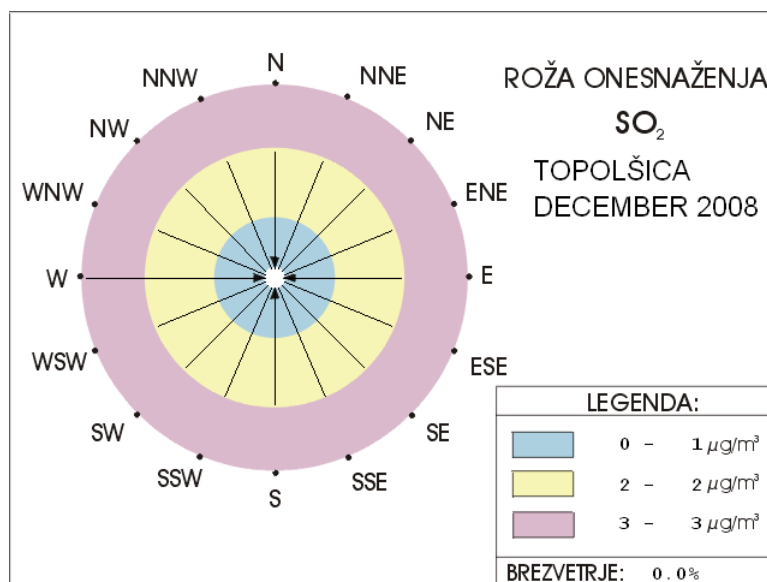 ROŽA ONESNAŽENJA
SO₂
TOPOLŠICA
DECEMBER 2008
N
NNE
NE
ENE
E
ESE
SE
SSE
S
SSW
SW
WSW
W
WNW
NW
NNW
LEGENDA:
0 - 1 µg/m³
2 - 2 µg/m³
3 - 3 µg/m³
BREZVETRJE: 0.0%